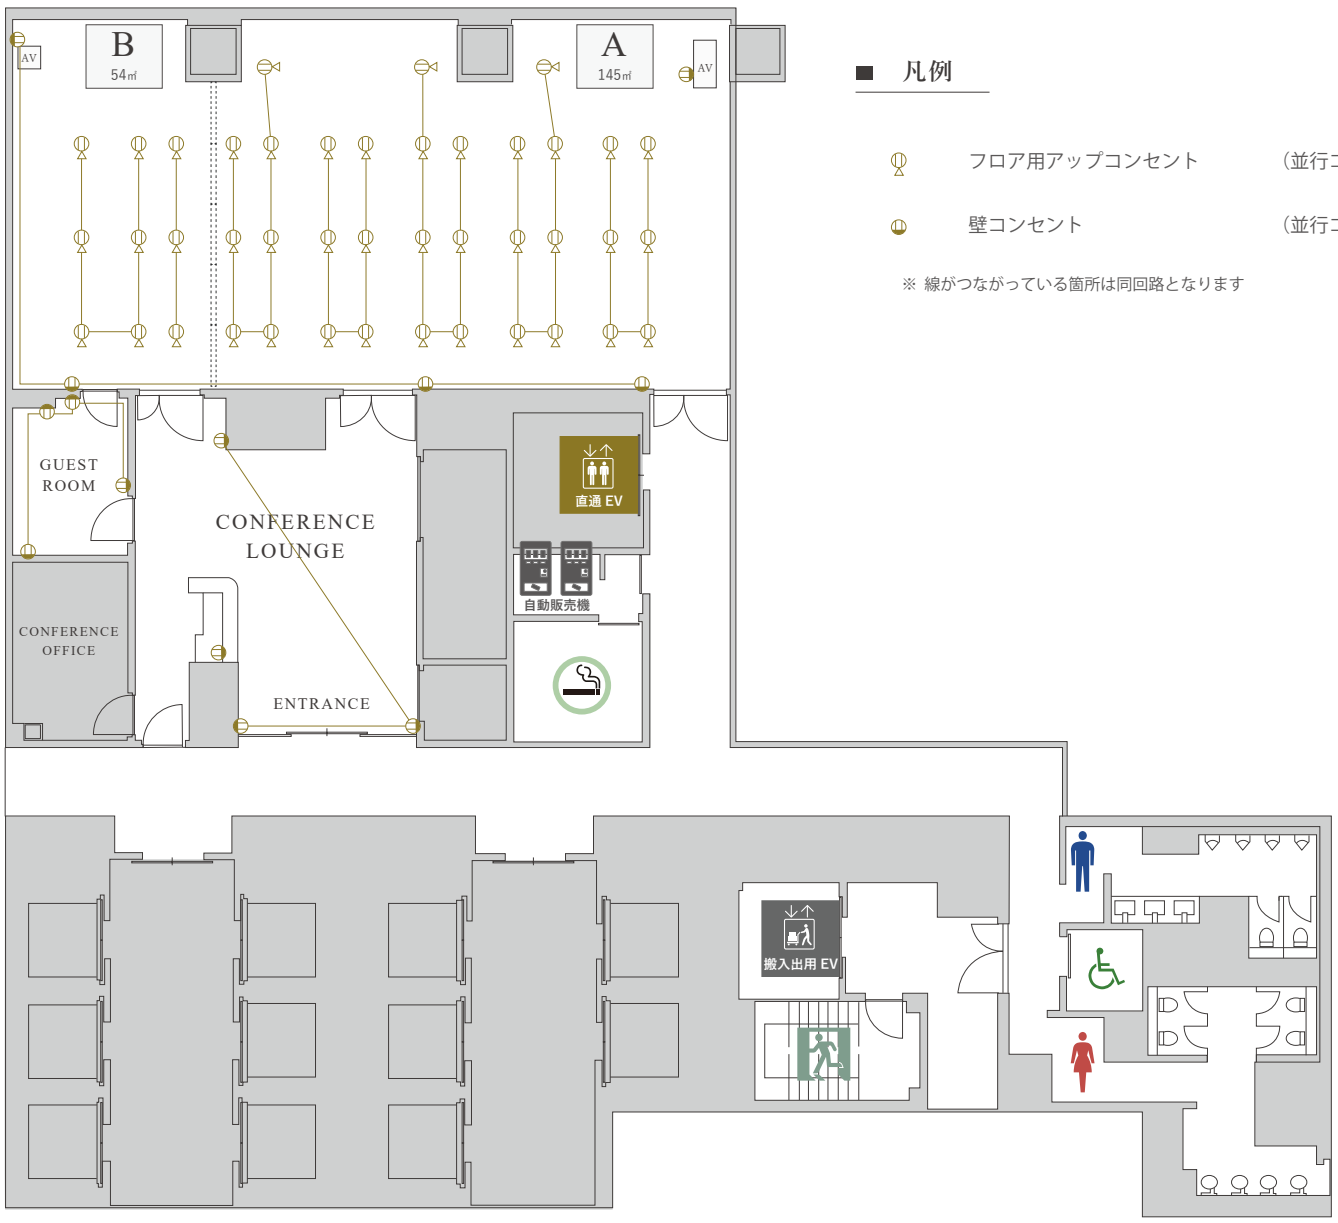 B
54㎡
AV
A
145㎡
AV
■ 凡例
フロア用アップコンセント （並行コ
壁コンセント （並行コ
※ 線がつながっている箇所は同回路となります
GUEST
ROOM
CONFERENCE
LOUNGE
直通 EV
自動販売機
CONFERENCE
OFFICE
ENTRANCE
搬入出用 EV